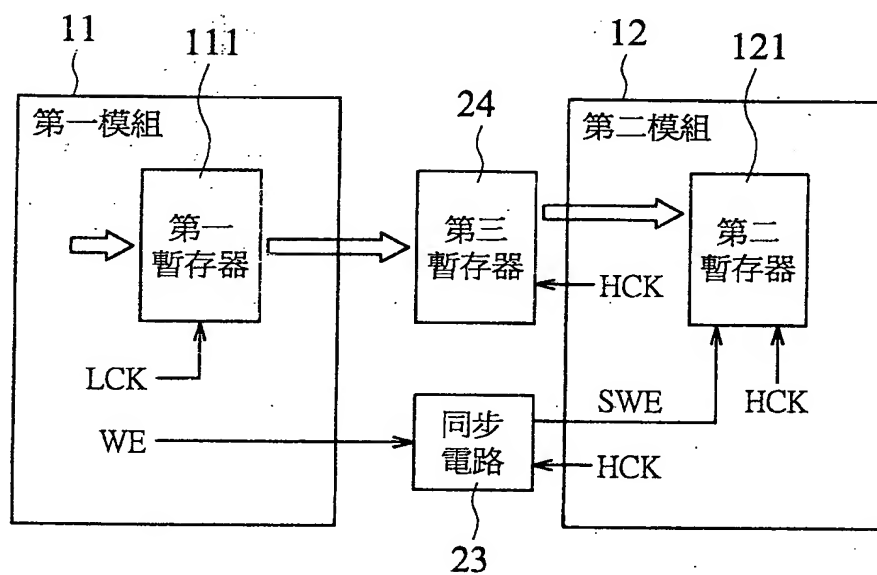 11
111
12
121
24
第一模組
第二模組
第一
暫存器
第三
暫存器
第二
暫存器
HCK
LCK
SWE
HCK
WE
同步
電路
HCK
23